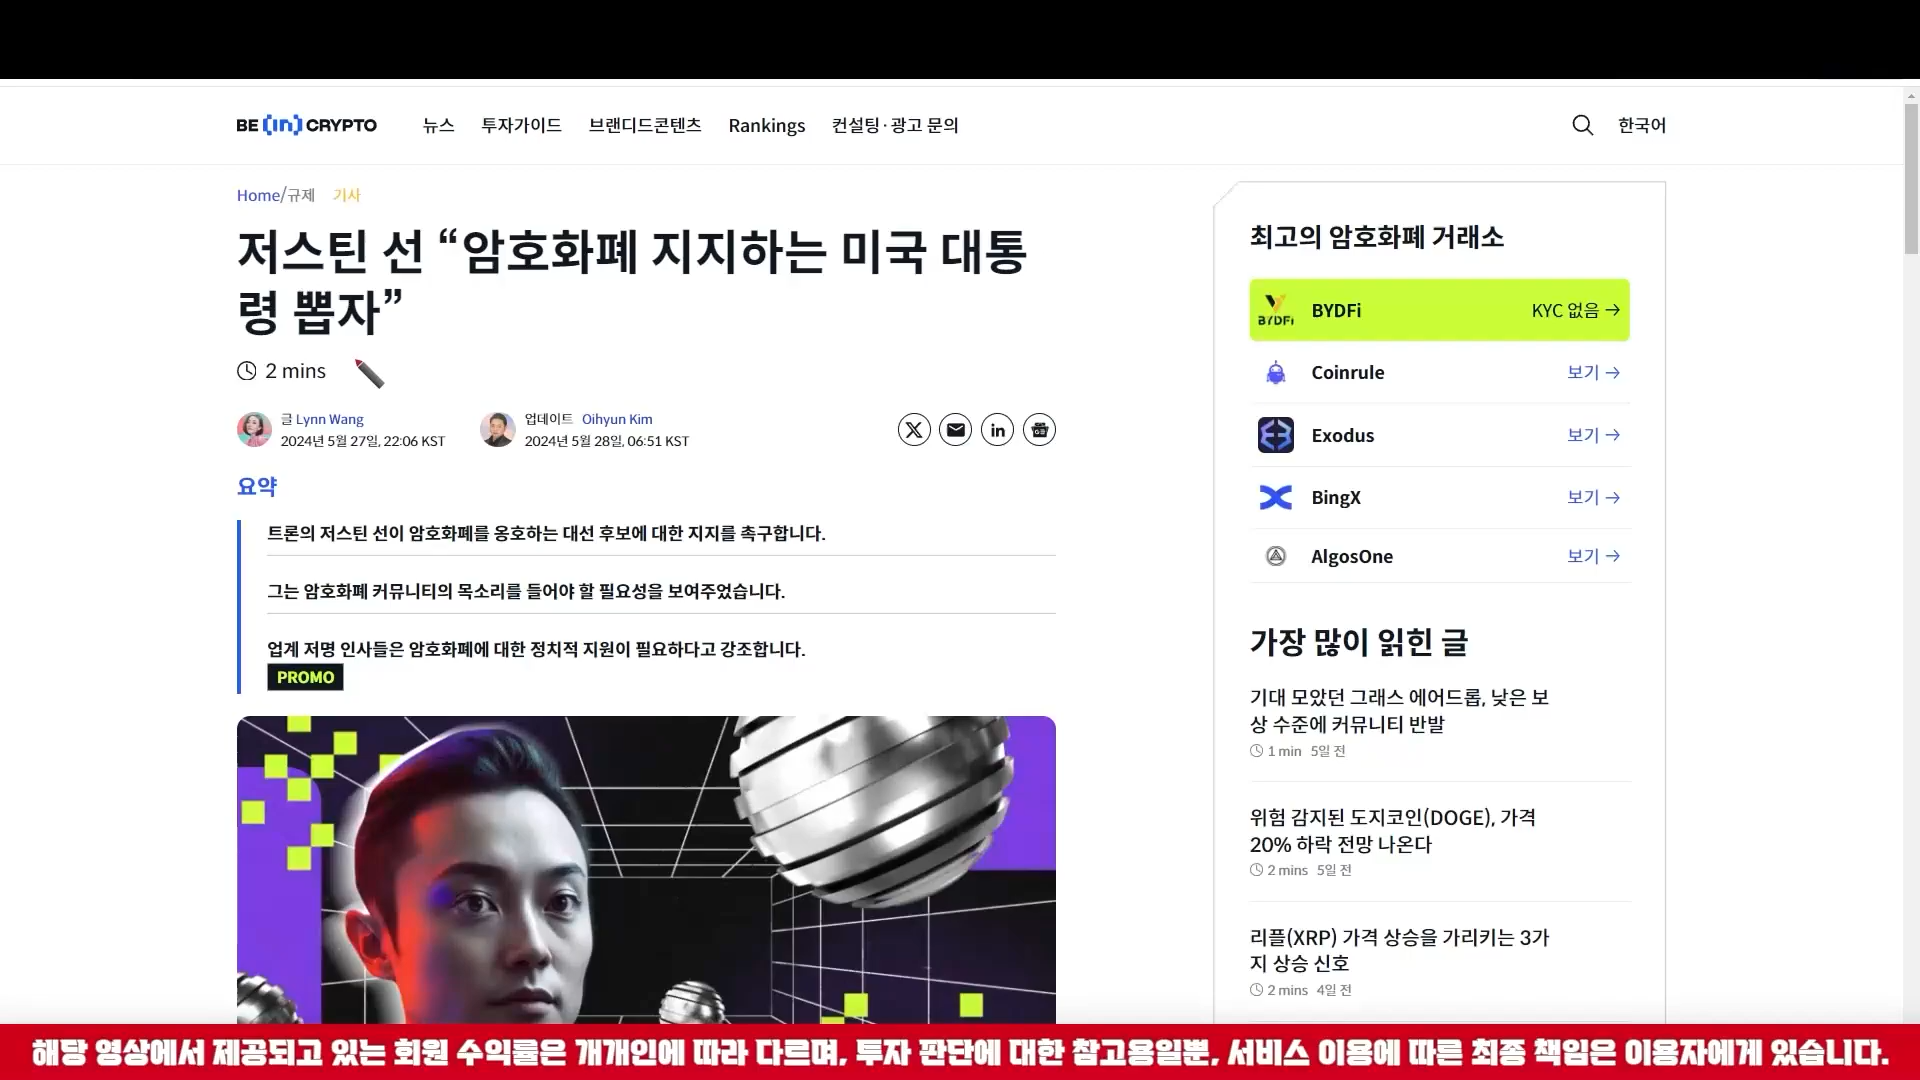 BE[in]CRYPTO 뉴스 투자가이드 브랜디드콘텐츠 Rankings 컨설팅·광고 문의 한국어
Home/규제 기사
저스틴 선 “암호화폐 지지하는 미국 대통
령 뽑자”
2 mins
글 Lynn Wang
2024년 5월 27일, 22:06 KST
업데이트 Oihyun Kim
2024년 5월 28일, 06:51 KST
요약
트론의 저스틴 선이 암호화폐를 옹호하는 대선 후보에 대한 지지를 촉구합니다.
그는 암호화폐 커뮤니티의 목소리를 들어야 할 필요성을 보여주었습니다.
업계 저명 인사들은 암호화폐에 대한 정치적 지원이 필요하다고 강조합니다.
PROMO
최고의 암호화폐 거래소
BYDFi BYDFi KYC 없음 →
Coinrule 보기 →
Exodus 보기 →
BingX 보기 →
AlgosOne 보기 →
가장 많이 읽힌 글
기대 모았던 그래스 에어드롭, 낮은 보
상 수준에 커뮤니티 반발
1 min 5일 전
위험 감지된 도지코인(DOGE), 가격
20% 하락 전망 나온다
2 mins 5일 전
리플(XRP) 가격 상승을 가리키는 3가
지 상승 신호
2 mins 4일 전
해당 영상에서 제공되고 있는 회원 수익률은 개개인에 따라 다르며, 투자 판단에 대한 참고용일뿐, 서비스 이용에 따른 최종 책임은 이용자에게 있습니다.